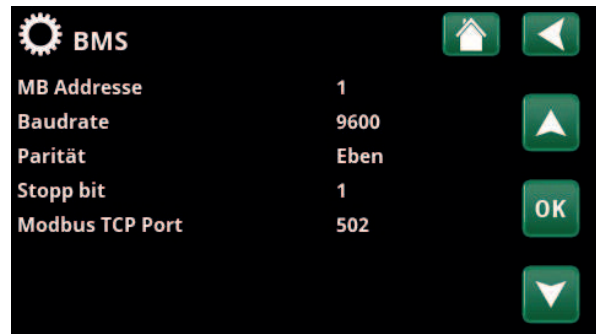 BMS
MB Addresse 1
Baudrate 9600
Parität Eben
Stopp bit 1
OK
Modbus TCP Port 502